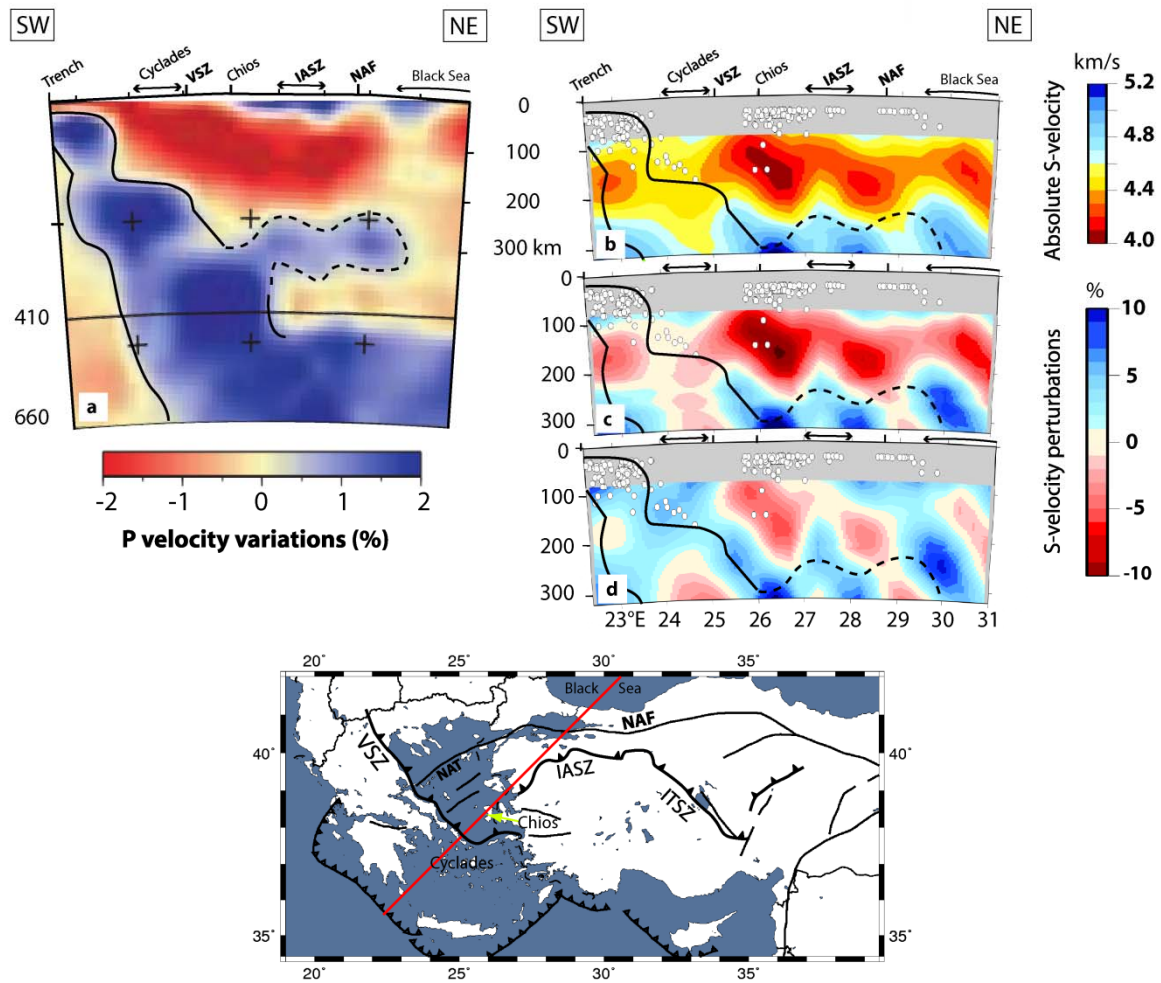 SW
NE
Trench
Cyclades
VSZ
Chios
IASZ
NAF
Black Sea
0
100
200
300 km
410
660
a
-2 -1 0 1 2
P velocity variations (%)
SW
NE
Trench
Cyclades
VSZ
Chios
IASZ
NAF
Black Sea
b
0
100
200
300
c
0
100
200
300
d
23°E 24 25 26 27 28 29 30 31
km/s
5.2
4.8
4.4
4.0
Absolute S-velocity
%
10
5
0
-5
-10
S-velocity perturbations
20° 25° 30° 35°
Black Sea
NAF
40° 40°
VSZ
NAT
IASZ
ITSZ
Chios
Cyclades
35° 35°
20° 25° 30° 35°